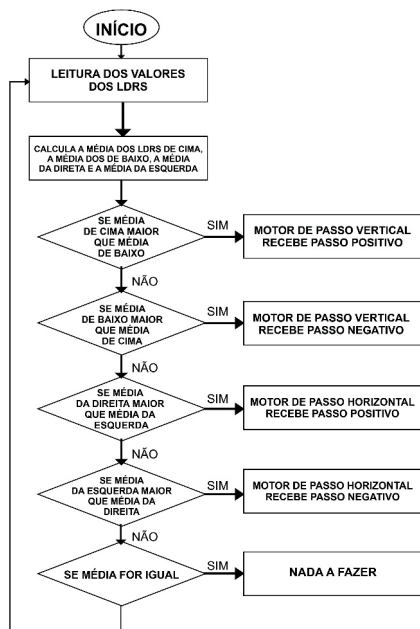 INÍCIO
LEITURA DOS VALORES
DOS LDRS
CALCULA A MÉDIA DOS LDRS DE CIMA,
A MÉDIA DOS DE BAIXO, A MÉDIA
DA DIRETA E A MÉDIA DA ESQUERDA
SE MÉDIA
DE CIMA MAIOR
QUE MÉDIA
DE BAIXO
SIM
MOTOR DE PASSO VERTICAL
RECEBE PASSO POSITIVO
NÃO
SE MÉDIA
DE BAIXO MAIOR
QUE MÉDIA
DE CIMA
SIM
MOTOR DE PASSO VERTICAL
RECEBE PASSO NEGATIVO
NÃO
SE MÉDIA
DA DIREITA MAIOR
QUE MÉDIA DA
ESQUERDA
SIM
MOTOR DE PASSO HORIZONTAL
RECEBE PASSO POSITIVO
NÃO
SE MÉDIA
DA ESQUERDA MAIOR
QUE MÉDIA DA
DIREITA
SIM
MOTOR DE PASSO HORIZONTAL
RECEBE PASSO NEGATIVO
NÃO
SE MÉDIA FOR IGUAL
SIM
NADA A FAZER